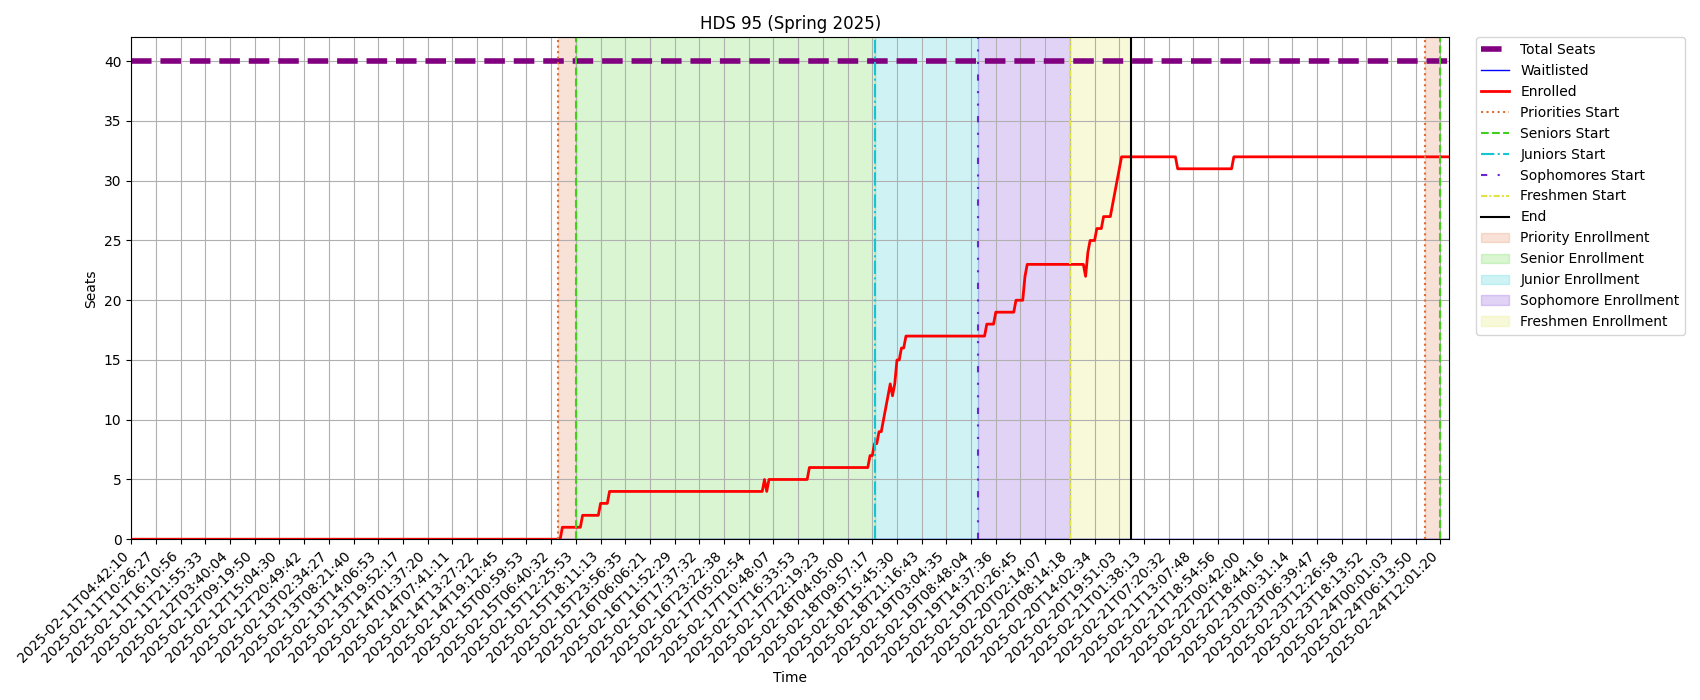 HDS 95 (Spring 2025)
Seats
40
35
30
25
20
15
10
5
0
2025-02-11T04:42:10
2025-02-11T10:26:27
2025-02-11T16:10:56
2025-02-11T21:55:33
2025-02-12T03:40:04
2025-02-12T09:19:50
2025-02-12T15:04:30
2025-02-12T20:49:42
2025-02-13T02:34:27
2025-02-13T08:21:40
2025-02-13T14:06:53
2025-02-13T19:52:17
2025-02-14T01:37:20
2025-02-14T07:41:11
2025-02-14T13:27:22
2025-02-14T19:12:45
2025-02-15T00:59:53
2025-02-15T06:40:32
2025-02-15T12:25:53
2025-02-15T18:11:13
2025-02-15T23:56:35
2025-02-16T06:06:21
2025-02-16T11:52:29
2025-02-16T17:37:32
2025-02-16T23:22:38
2025-02-17T05:02:54
2025-02-17T10:48:07
2025-02-17T16:33:53
2025-02-17T22:19:23
2025-02-18T04:05:00
2025-02-18T09:57:17
2025-02-18T15:45:30
2025-02-18T21:16:43
2025-02-19T03:04:35
2025-02-19T08:48:04
2025-02-19T14:37:36
2025-02-19T20:26:45
2025-02-20T02:14:07
2025-02-20T08:14:18
2025-02-20T14:02:34
2025-02-20T19:51:03
2025-02-21T01:38:13
2025-02-21T07:20:32
2025-02-21T13:07:48
2025-02-21T18:54:56
2025-02-22T00:42:00
2025-02-22T18:44:16
2025-02-23T00:31:14
2025-02-23T06:39:47
2025-02-23T12:26:58
2025-02-23T18:13:52
2025-02-24T00:01:03
2025-02-24T06:13:50
2025-02-24T12:01:20
Time
Total Seats
Waitlisted
Enrolled
Priorities Start
Seniors Start
Juniors Start
Sophomores Start
Freshmen Start
End
Priority Enrollment
Senior Enrollment
Junior Enrollment
Sophomore Enrollment
Freshmen Enrollment